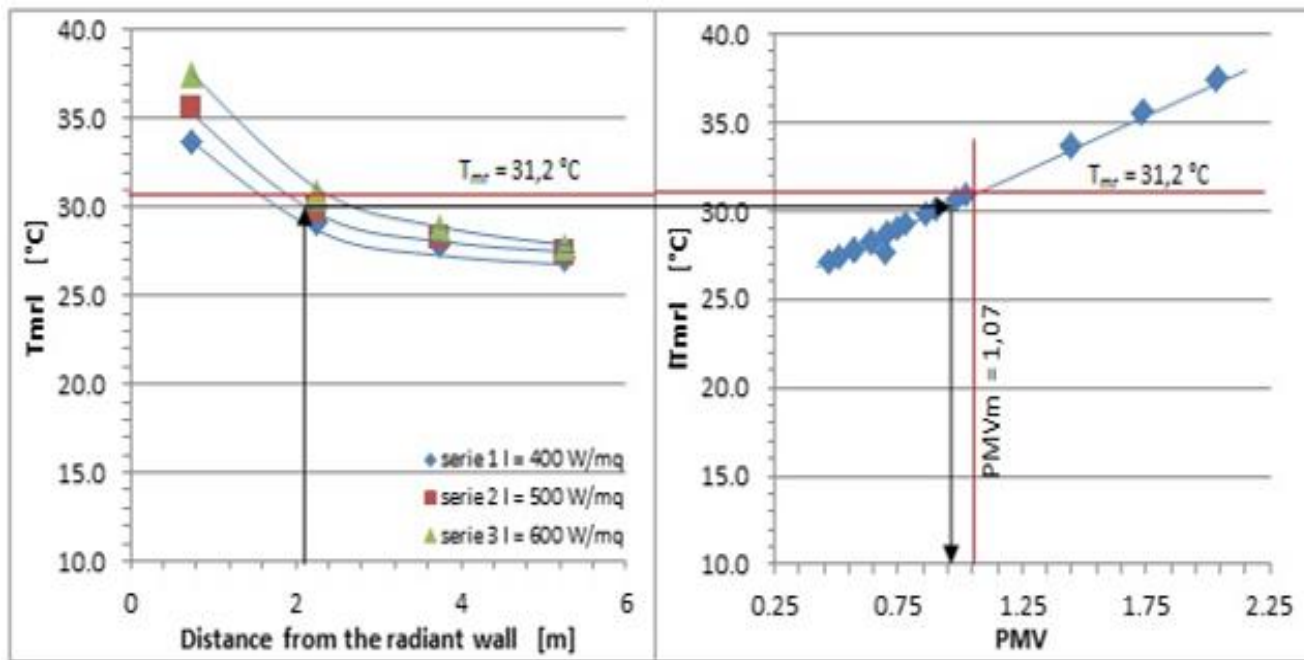 40.0
35.0
30.0
25.0
20.0
15.0
10.0
Tmrl [°C]
T_mr = 31,2 °C
serie 1 I = 400 W/mq
serie 2 I = 500 W/mq
serie 3 I = 600 W/mq
0 2 4 6
Distance from the radiant wall [m]
40.0
35.0
30.0
25.0
20.0
15.0
10.0
lTmrl [°C]
T_mr = 31,2 °C
PMVm = 1,07
0.25 0.75 1.25 1.75 2.25
PMV